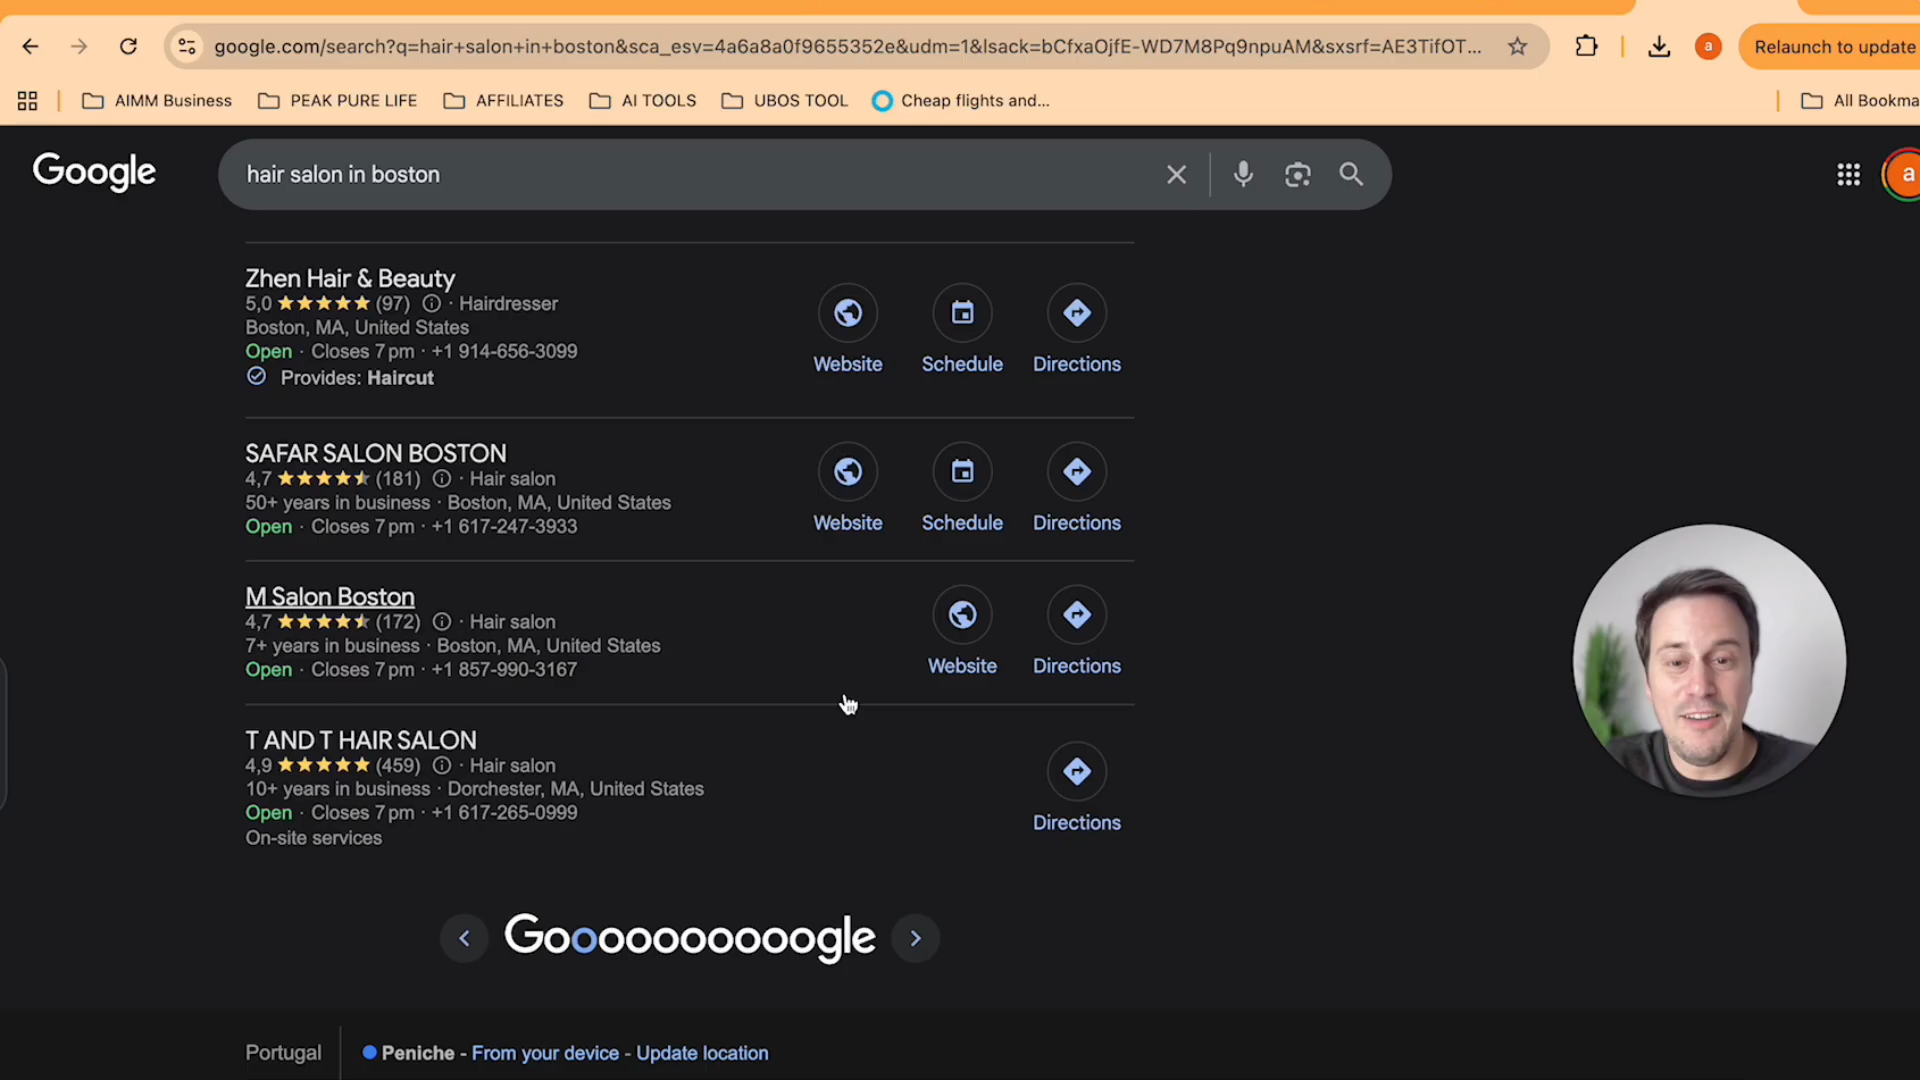 google.com/search?q=hair+salon+in+boston&sca_esv=4a6a8a0f9655352e&udm=1&lsack=bCfxaOjfE-WD7M8Pq9npuAM&sxsrf=AE3TifOT...
a
Relaunch to update
AIMM Business
PEAK PURE LIFE
AFFILIATES
AI TOOLS
UBOS TOOL
Cheap flights and...
All Bookma
Google
hair salon in boston
a
Zhen Hair & Beauty
5,0 (97) · Hairdresser
Boston, MA, United States
Open · Closes 7 pm · +1 914-656-3099
Provides: Haircut
Website
Schedule
Directions
SAFAR SALON BOSTON
4,7 (181) · Hair salon
50+ years in business · Boston, MA, United States
Open · Closes 7 pm · +1 617-247-3933
Website
Schedule
Directions
M Salon Boston
4,7 (172) · Hair salon
7+ years in business · Boston, MA, United States
Open · Closes 7 pm · +1 857-990-3167
Website
Directions
T AND T HAIR SALON
4,9 (459) · Hair salon
10+ years in business · Dorchester, MA, United States
Open · Closes 7 pm · +1 617-265-0999
On-site services
Directions
Goooooooooogle
Portugal
Peniche - From your device - Update location